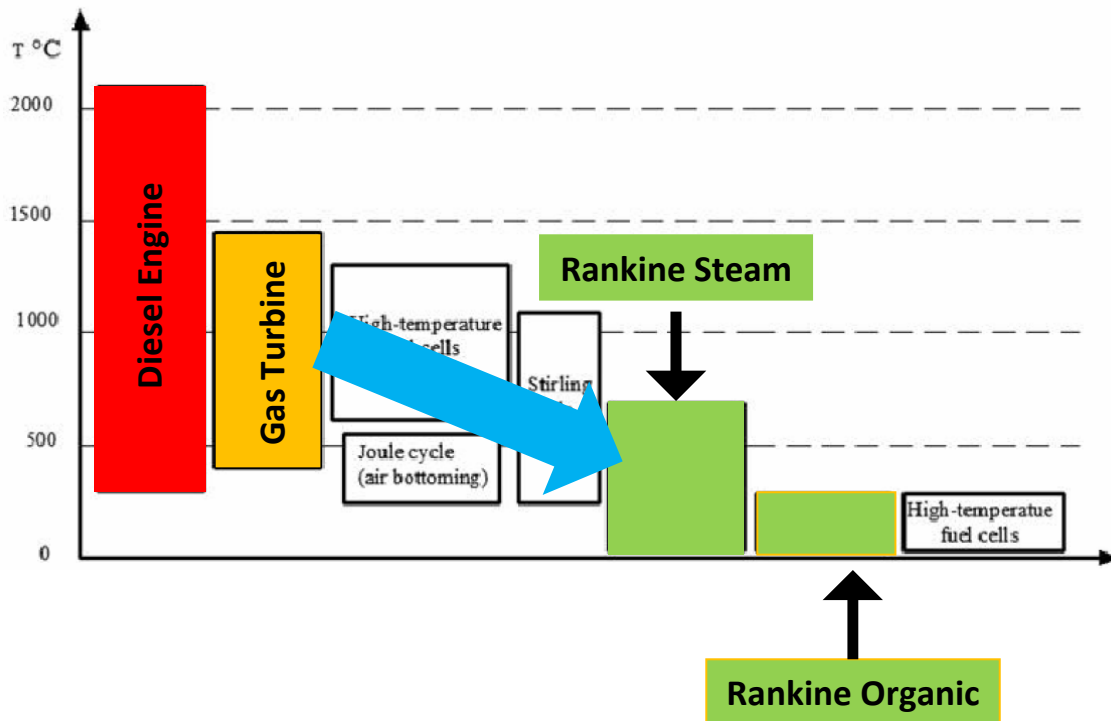 T °C
2000
1500
1000
500
0
Diesel Engine
Gas Turbine
High-temperature
cells
Joule cycle
(air bottoming)
Stirling
Rankine Steam
High-temperatue
fuel cells
Rankine Organic